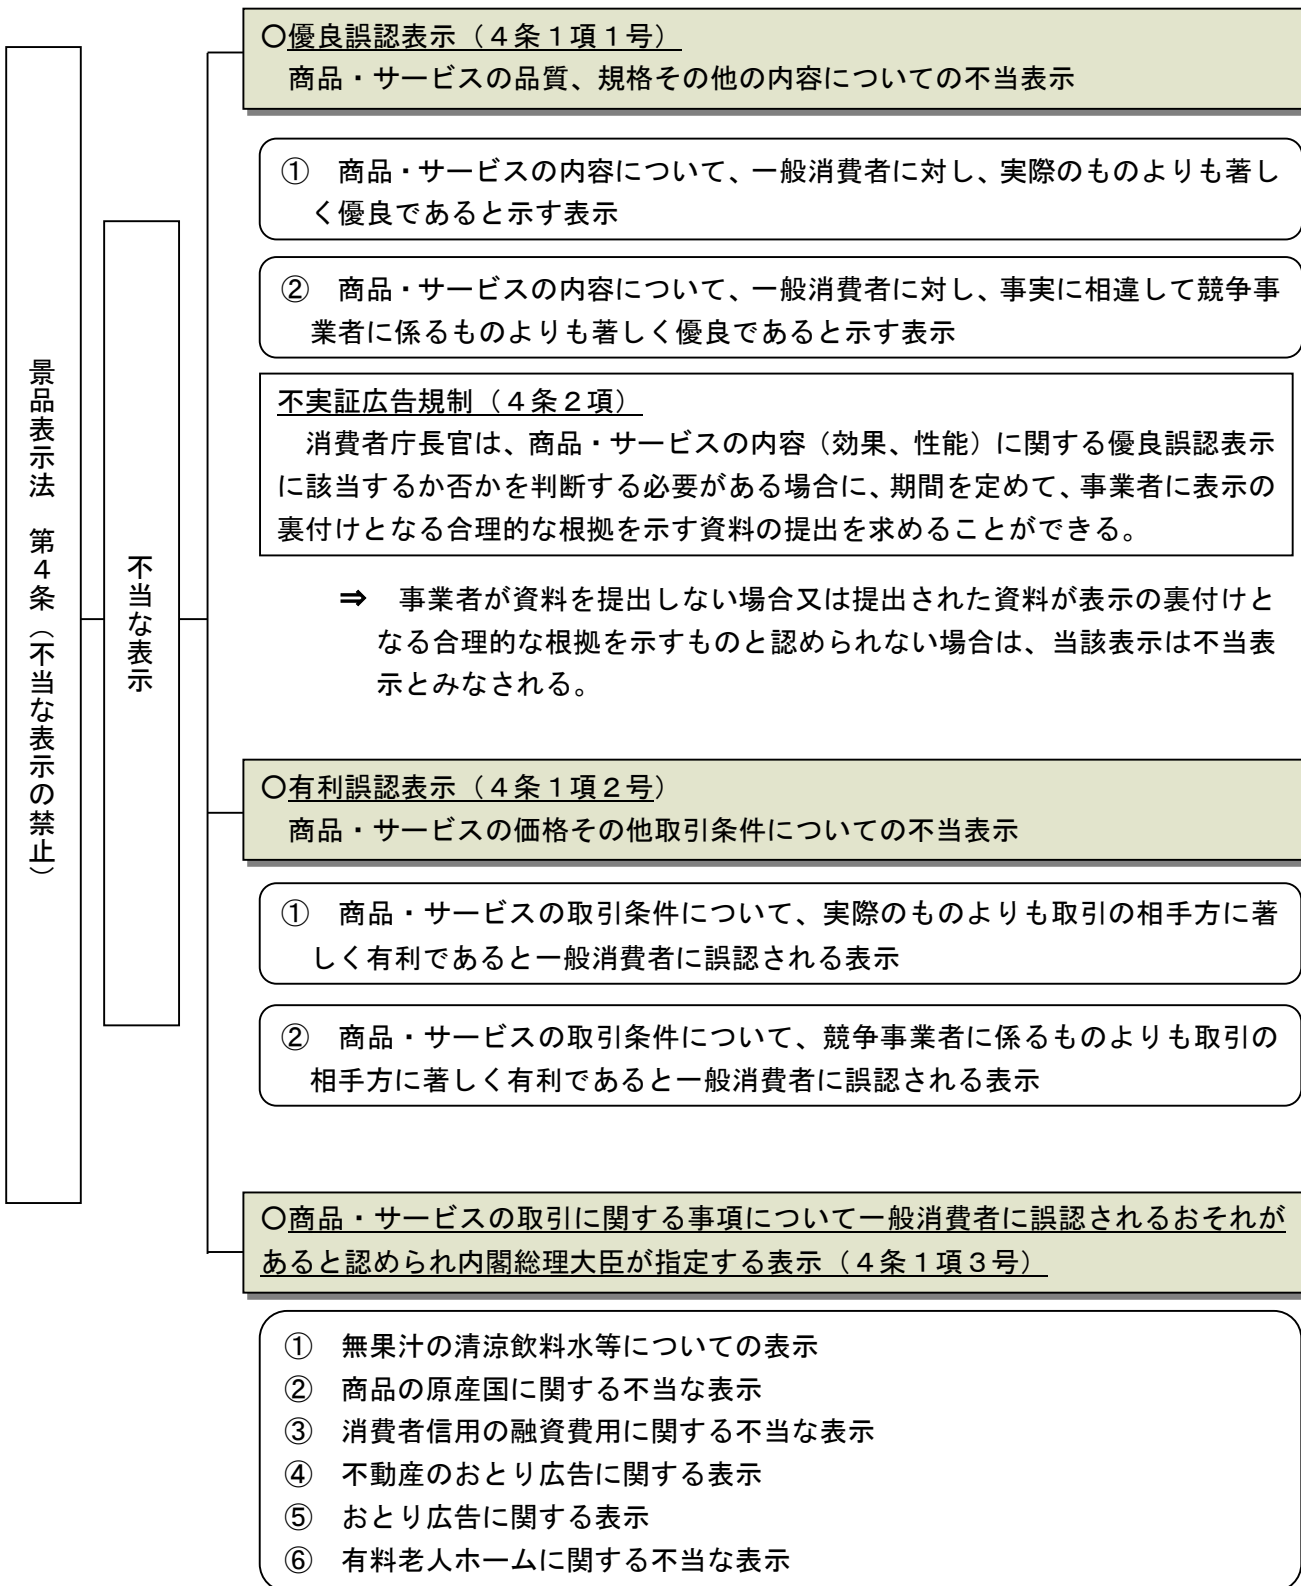 景品表示法　第４条（不当な表示の禁止）
不当な表示
○優良誤認表示（４条１項１号）
商品・サービスの品質、規格その他の内容についての不当表示
①　商品・サービスの内容について、一般消費者に対し、実際のものよりも著し
く優良であると示す表示
②　商品・サービスの内容について、一般消費者に対し、事実に相違して競争事
業者に係るものよりも著しく優良であると示す表示
不実証広告規制（４条２項）
消費者庁長官は、商品・サービスの内容（効果、性能）に関する優良誤認表示
に該当するか否かを判断する必要がある場合に、期間を定めて、事業者に表示の
裏付けとなる合理的な根拠を示す資料の提出を求めることができる。
⇒　事業者が資料を提出しない場合又は提出された資料が表示の裏付けと
なる合理的な根拠を示すものと認められない場合は、当該表示は不当表
示とみなされる。
○有利誤認表示（４条１項２号）
商品・サービスの価格その他取引条件についての不当表示
①　商品・サービスの取引条件について、実際のものよりも取引の相手方に著
しく有利であると一般消費者に誤認される表示
②　商品・サービスの取引条件について、競争事業者に係るものよりも取引の
相手方に著しく有利であると一般消費者に誤認される表示
○商品・サービスの取引に関する事項について一般消費者に誤認されるおそれが
あると認められ内閣総理大臣が指定する表示（４条１項３号）
①　無果汁の清涼飲料水等についての表示
②　商品の原産国に関する不当な表示
③　消費者信用の融資費用に関する不当な表示
④　不動産のおとり広告に関する表示
⑤　おとり広告に関する表示
⑥　有料老人ホームに関する不当な表示